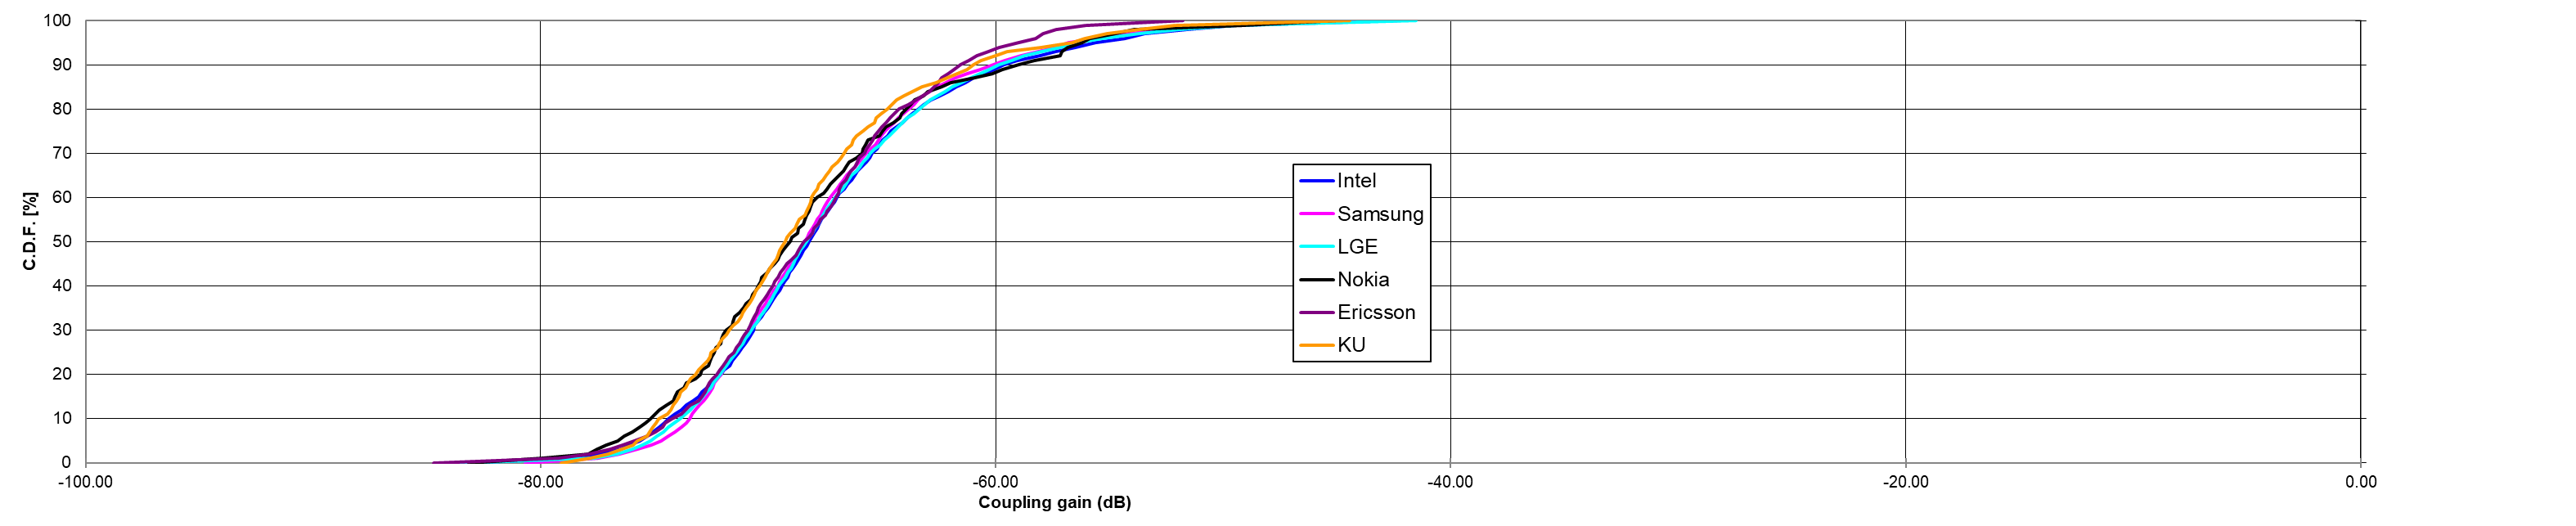 100
90
80
70
60
50
40
30
20
10
0
C.D.F. [%]
-100.00
-80.00
-60.00
-40.00
-20.00
0.00
Coupling gain (dB)
Intel
Samsung
LGE
Nokia
Ericsson
KU